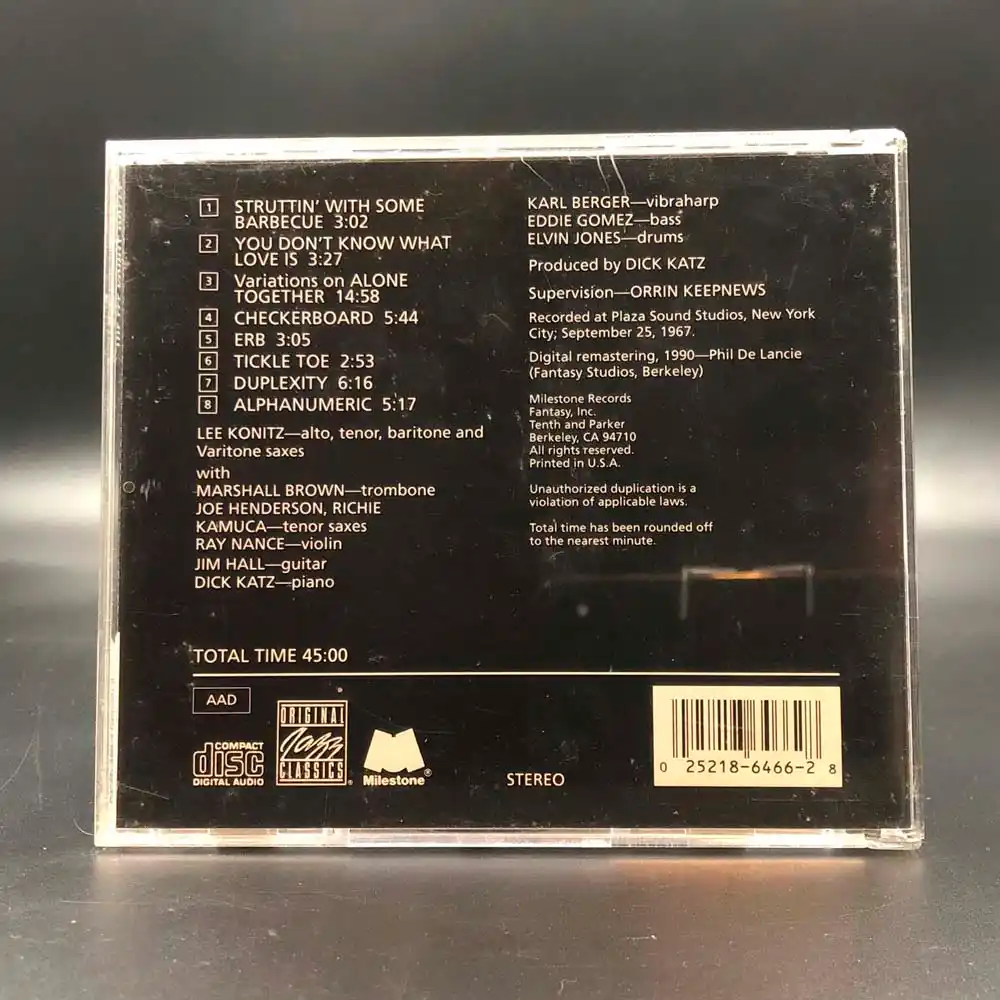 1 STRUTTIN' WITH SOME
BARBECUE 3:02
2 YOU DON'T KNOW WHAT
LOVE IS 3:27
3 Variations on ALONE
TOGETHER 14:58
4 CHECKERBOARD 5:44
5 ERB 3:05
6 TICKLE TOE 2:53
7 DUPLEXITY 6:16
8 ALPHANUMERIC 5:17
LEE KONITZ—alto, tenor, baritone and
Varitone saxes
with
MARSHALL BROWN—trombone
JOE HENDERSON, RICHIE
KAMUCA—tenor saxes
RAY NANCE—violin
JIM HALL—guitar
DICK KATZ—piano
KARL BERGER—vibraharp
EDDIE GOMEZ—bass
ELVIN JONES—drums
Produced by DICK KATZ
Supervision—ORRIN KEEPNEWS
Recorded at Plaza Sound Studios, New York
City; September 25, 1967.
Digital remastering, 1990—Phil De Lancie
(Fantasy Studios, Berkeley)
Milestone Records
Fantasy, Inc.
Tenth and Parker
Berkeley, CA 94710
All rights reserved.
Printed in U.S.A.
Unauthorized duplication is a
violation of applicable laws.
Total time has been rounded off
to the nearest minute.
TOTAL TIME 45:00
AAD
COMPACT
disc
DIGITAL AUDIO
ORIGINAL
Jazz
CLASSICS®
Milestone®
STEREO
0 25218-6466-2 8